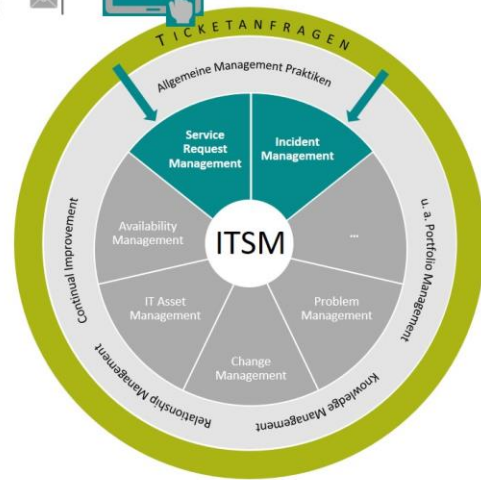 TICKETANFRAGEN
Allgemeine Management Praktiken
Service
Request
Management
Incident
Management
Availability
Management
...
ITSM
IT Asset
Management
Problem
Management
Change
Management
Continual Improvement
u. a. Portfolio Management
Relationship Management
Knowledge Management